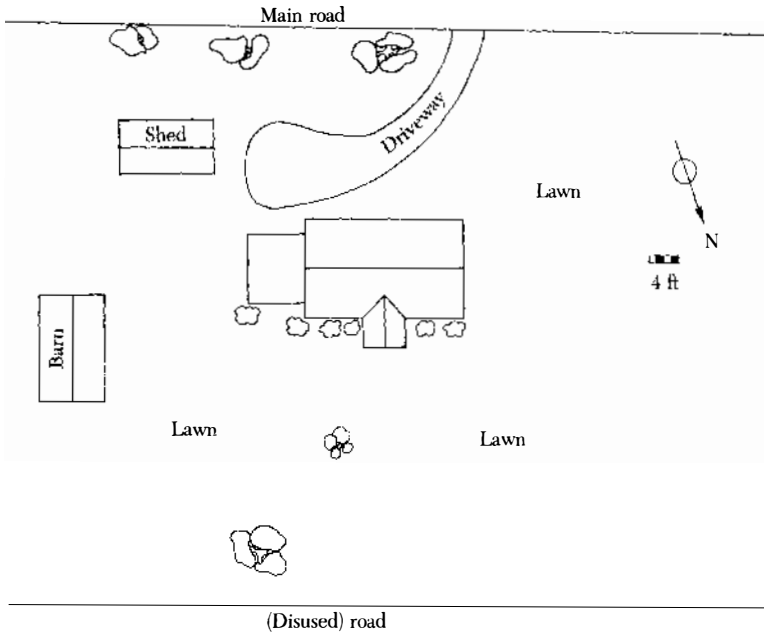 Main road
Shed
Driveway
Lawn
N
4 ft
Barn
Lawn
Lawn
(Disused) road